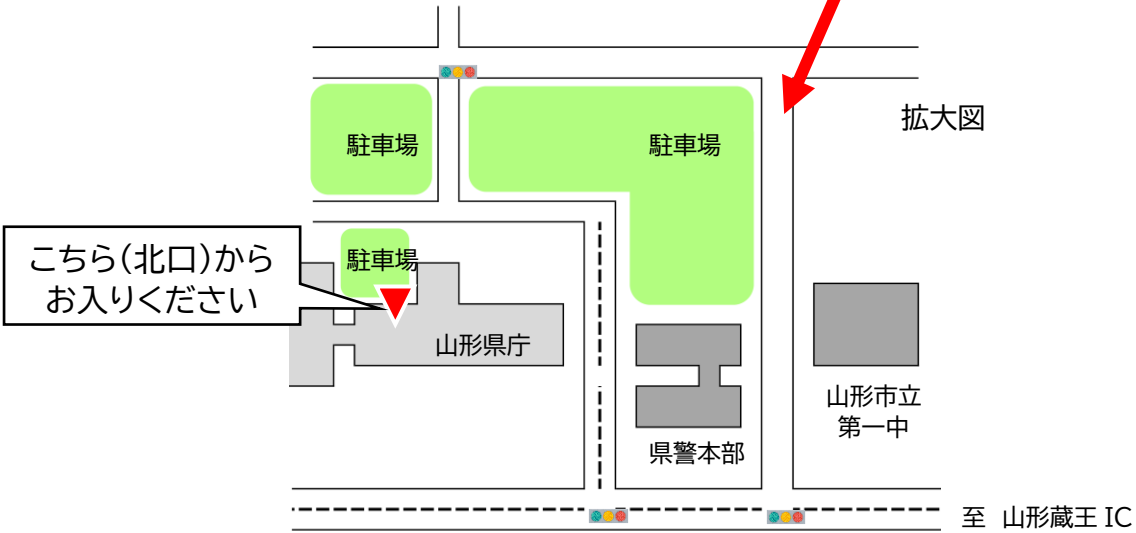 拡大図
駐車場
駐車場
こちら(北口)から
お入りください
駐車場
山形県庁
山形市立
第一中
県警本部
至 山形蔵王 IC